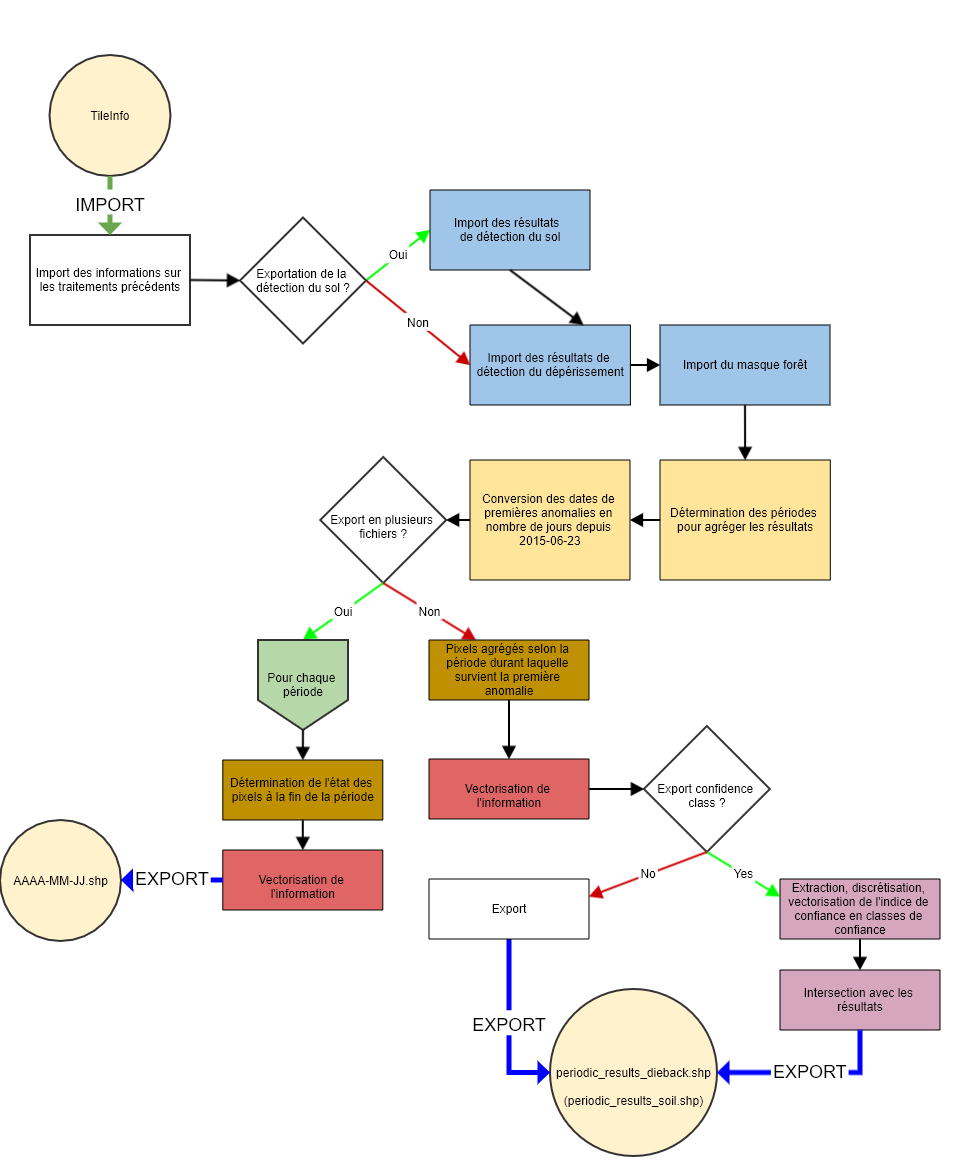 TileInfo
IMPORT
Import des informations sur
les traitements précédents
Exportation de la
détection du sol ?
Oui
Non
Import des résultats
de détection du sol
Import des résultats de
détection du dépérissement
Import du masque forêt
Détermination des périodes
pour agréger les résultats
Conversion des dates de
premières anomalies en
nombre de jours depuis
2015-06-23
Export en plusieurs
fichiers ?
Oui
Non
Pour chaque
période
Détermination de l'état des
pixels à la fin de la période
Vectorisation de
l'information
EXPORT
AAAA-MM-JJ.shp
Pixels agrégés selon la
période durant laquelle
survient la première
anomalie
Vectorisation de
l'information
Export confidence
class ?
No
Yes
Export
Extraction, discrétisation,
vectorisation de l'indice de
confiance en classes de
confiance
Intersection avec les
résultats
EXPORT
EXPORT
periodic_results_dieback.shp
(periodic_results_soil.shp)